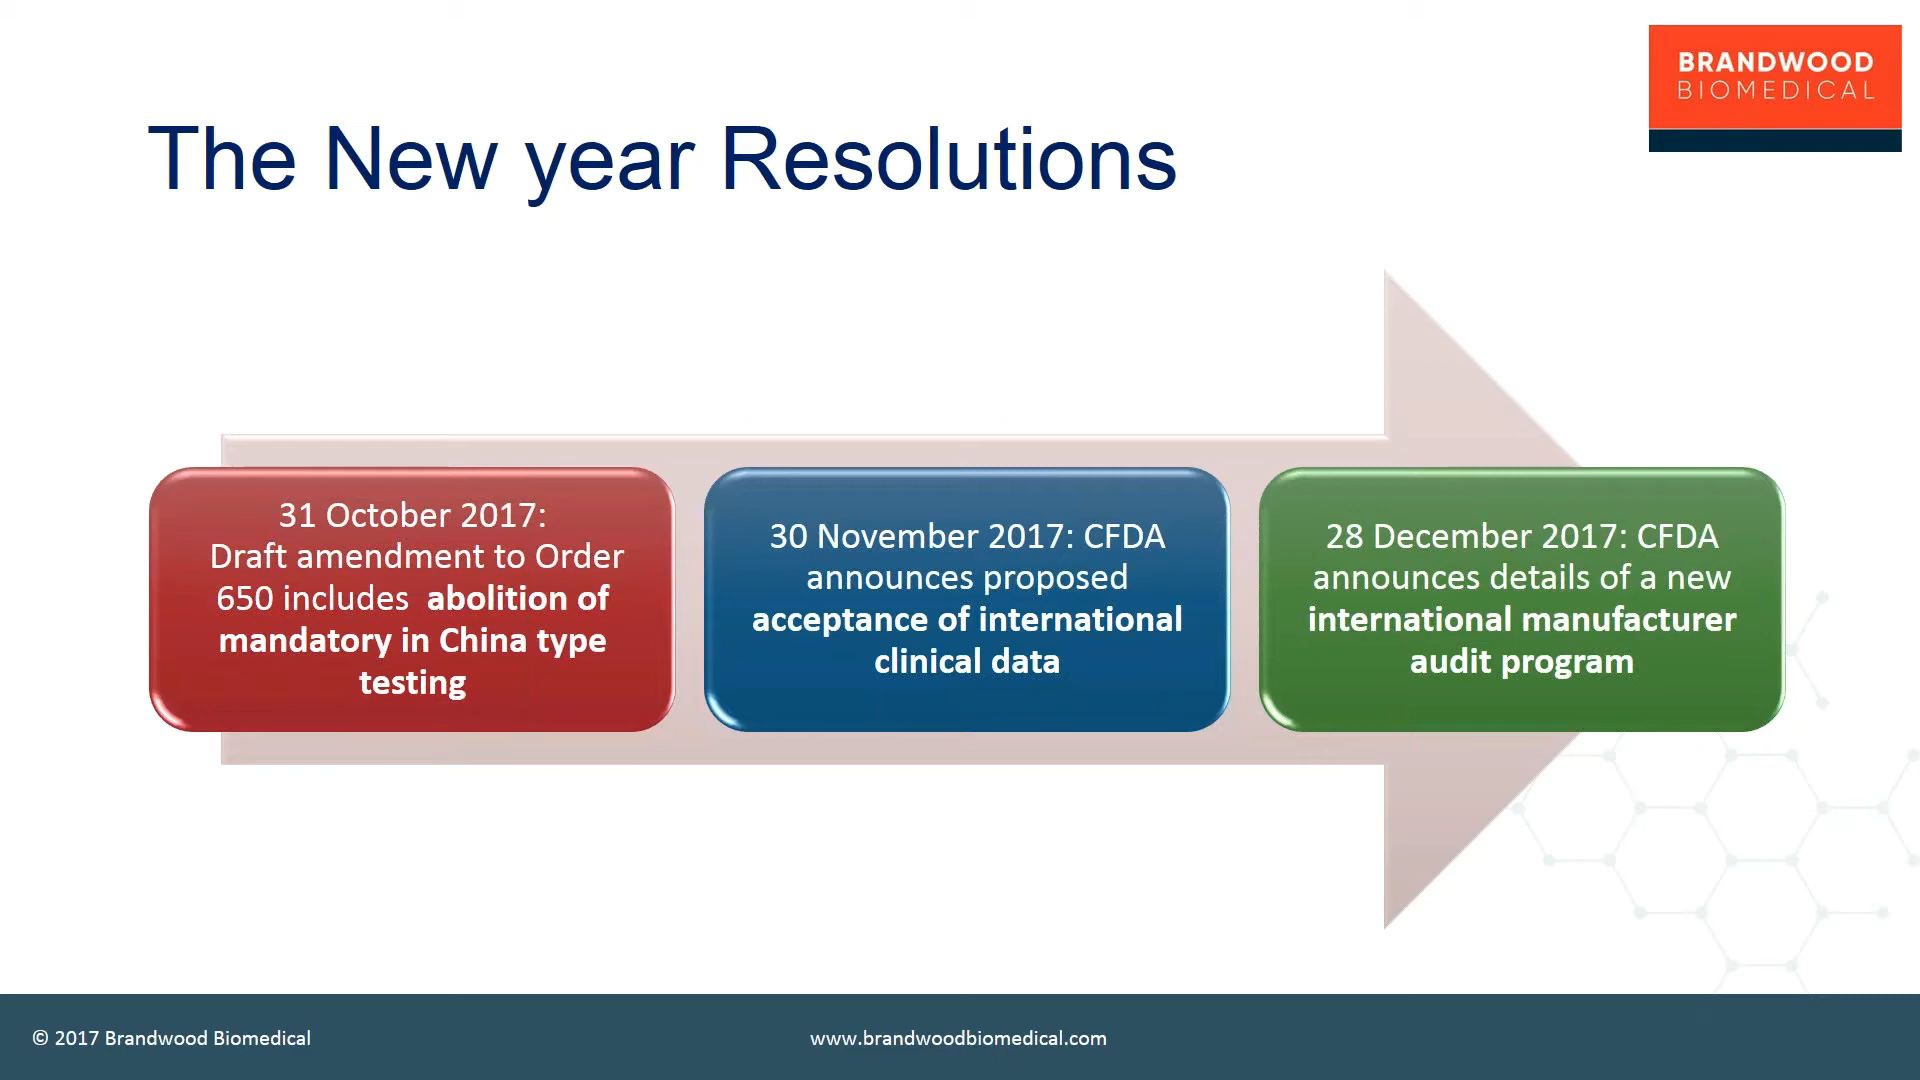 BRANDWOOD
BIOMEDICAL
The New year Resolutions
31 October 2017:
Draft amendment to Order
650 includes  abolition of
mandatory in China type
testing
30 November 2017: CFDA
announces proposed
acceptance of international
clinical data
28 December 2017: CFDA
announces details of a new
international manufacturer
audit program
© 2017 Brandwood Biomedical
www.brandwoodbiomedical.com